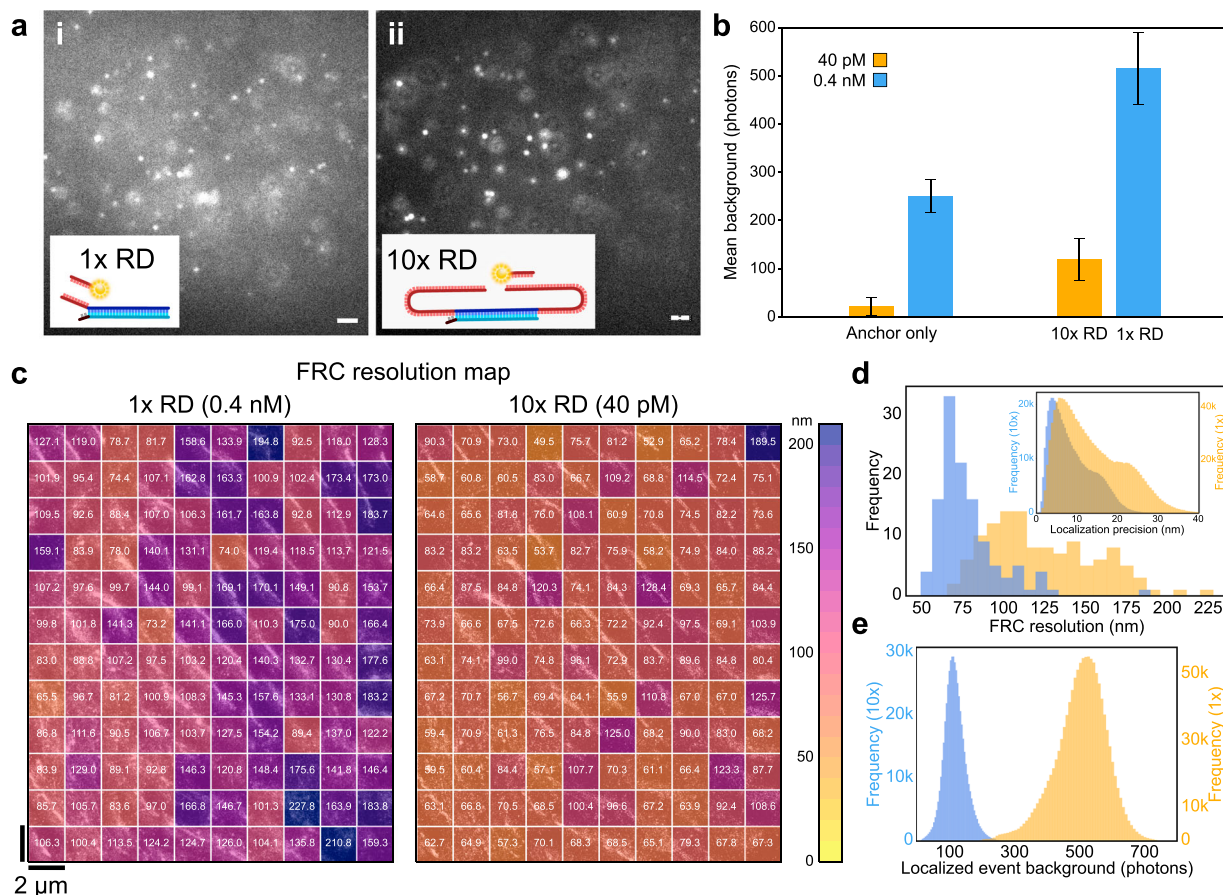 a
i
ii
1x RD
10x RD
b
40 pM
0.4 nM
Mean background (photons)
600
500
400
300
200
100
0
Anchor only
10x RD
1x RD
c
FRC resolution map
1x RD (0.4 nM)
10x RD (40 pM)
127.1 119.0 78.7 81.7 158.6 133.9 194.8 92.5 118.0 128.3
101.9 95.4 74.4 107.1 162.8 163.3 100.9 102.4 173.4 173.0
109.5 92.6 88.4 107.0 106.3 161.7 163.8 92.8 112.9 183.7
159.1 83.9 78.0 140.1 131.1 74.0 119.4 118.5 113.7 121.5
107.2 97.6 99.7 144.0 99.1 169.1 170.1 149.1 90.8 153.7
99.8 101.8 141.3 73.2 141.1 166.0 110.3 175.0 90.0 166.4
83.0 88.8 107.2 97.5 103.2 120.4 140.3 132.7 130.4 177.6
65.5 96.7 81.2 100.9 108.3 145.3 157.6 133.1 130.8 183.2
86.8 111.6 90.5 106.7 103.7 127.5 154.2 89.4 137.0 122.2
83.9 129.0 89.1 92.8 146.3 120.8 148.4 175.6 141.8 146.4
85.7 105.7 83.6 97.0 166.8 146.7 101.3 227.8 163.9 183.8
106.3 100.4 113.5 124.2 124.7 126.0 104.1 135.8 210.8 159.3
2 µm
90.3 70.9 73.0 49.5 75.7 81.2 52.9 65.2 78.4 189.5
58.7 60.8 60.5 83.0 66.7 109.2 68.8 114.5 72.4 75.1
64.6 65.6 81.8 76.0 108.1 60.9 70.8 74.5 82.2 73.6
83.2 83.2 63.5 53.7 82.7 75.9 58.2 74.9 84.0 88.2
66.4 87.5 84.8 120.3 74.1 84.3 128.4 69.3 65.7 84.4
73.9 66.6 67.5 72.6 66.3 72.2 92.4 97.5 69.1 103.9
63.1 74.1 99.0 74.8 96.1 72.9 83.7 89.6 84.8 80.4
67.2 70.7 56.7 69.4 64.1 55.9 110.8 67.0 67.0 125.7
59.4 70.9 61.3 76.5 84.8 125.0 68.2 90.0 83.0 68.2
59.5 60.4 84.4 57.1 107.7 70.3 61.1 66.4 123.3 87.7
63.1 66.8 70.5 68.5 100.4 96.6 67.2 63.9 92.4 108.6
62.7 64.9 57.3 70.1 68.3 68.5 65.1 79.3 67.8 67.3
nm
200
150
100
50
0
d
Frequency
30
20
14
10
0
50 75 100 125 150 175 200 225
FRC resolution (nm)
Frequency (10x)
20k
10k
0
Frequency (1x)
40k
20k
0
0 10 20 30 40
Localization precision (nm)
e
Frequency (10x)
30k
20k
10k
0
Frequency (1x)
50k
30k
10k
0
100 300 500 700
Localized event background (photons)